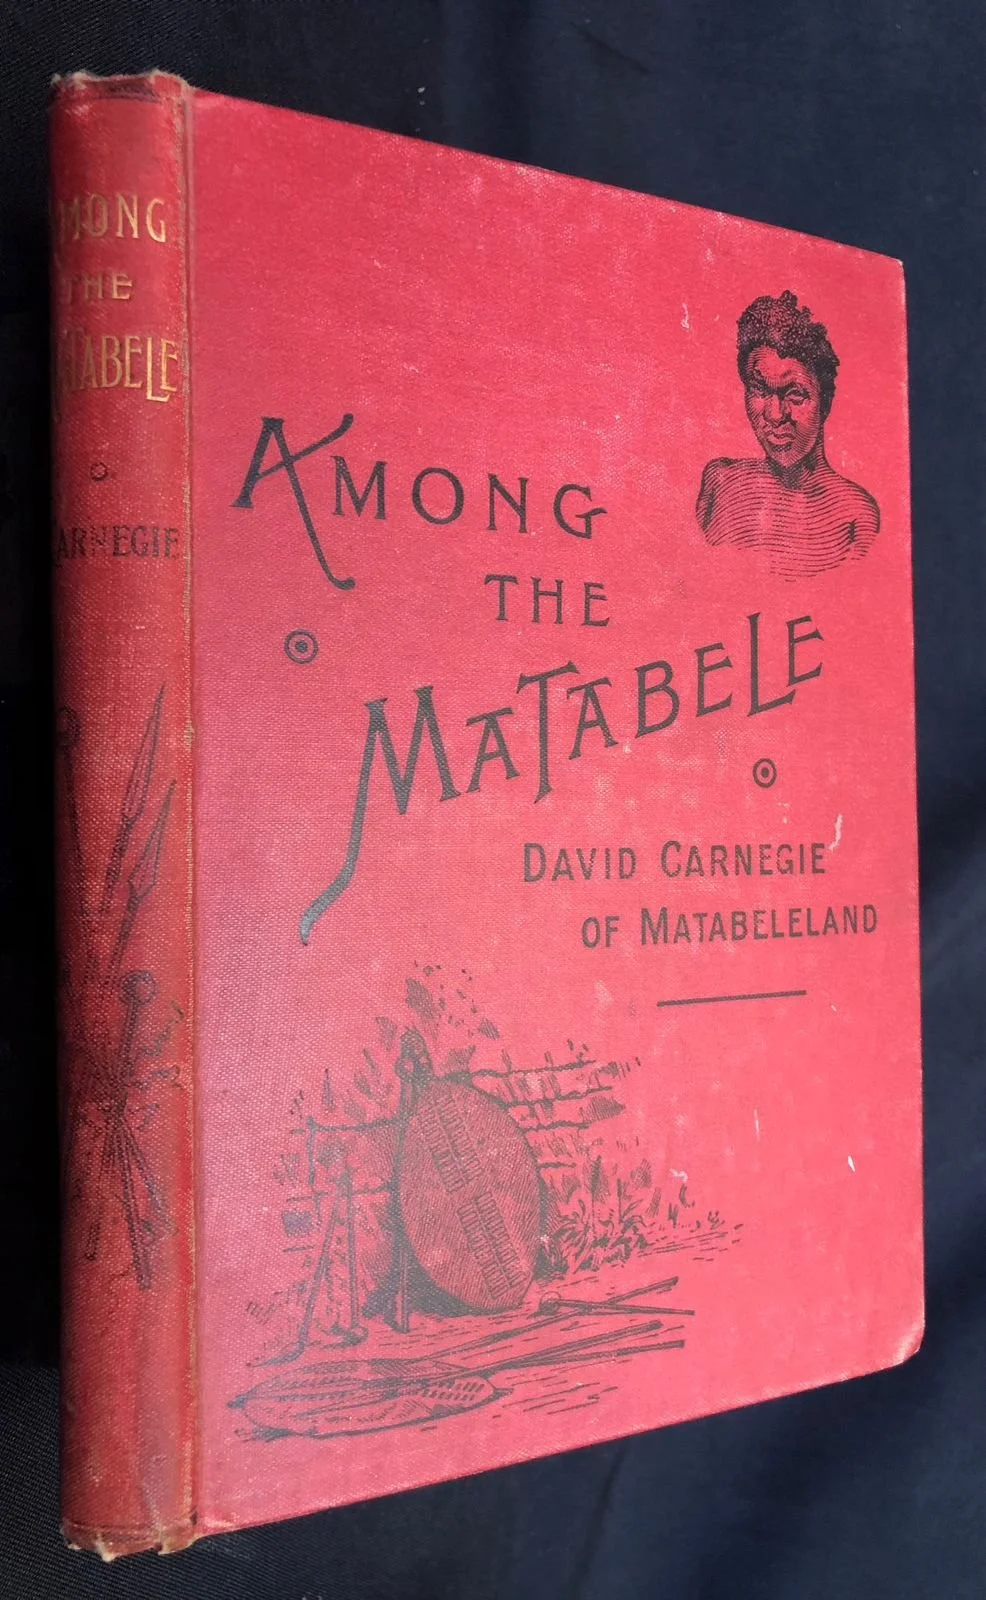 AMONG
THE
MATABELE
CARNEGIE
AMONG
THE
MATABELE
DAVID CARNEGIE
OF MATABELELAND